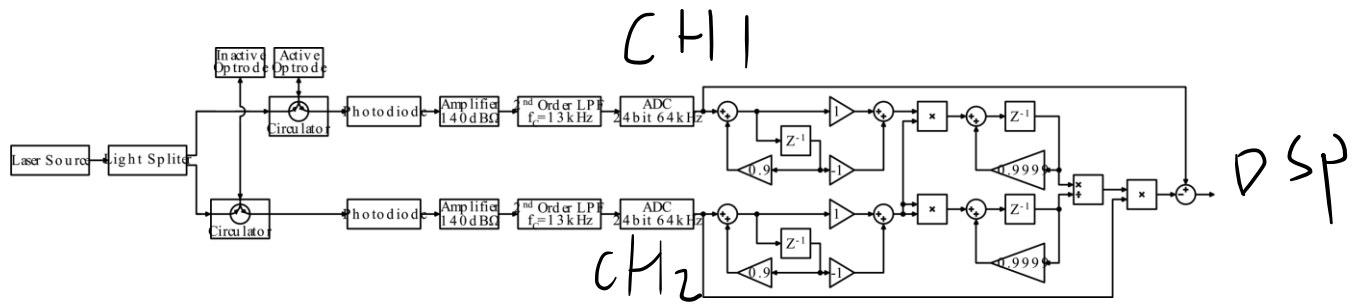 CH1
Inactive
Optrode
Active
Optrode
Circulator
Photodiode
Amplifier
140dBΩ
2nd Order LPF
fC=13kHz
ADC
24bit 64kHz
1
Z-1
0.9
-1
×
Z-1
0.9999
Laser Source
Light Spliter
×
÷
×
DSP
Circulator
Photodiode
Amplifier
140dBΩ
2nd Order LPF
fC=13kHz
ADC
24bit 64kHz
1
Z-1
0.9
-1
×
Z-1
0.9999
CH2